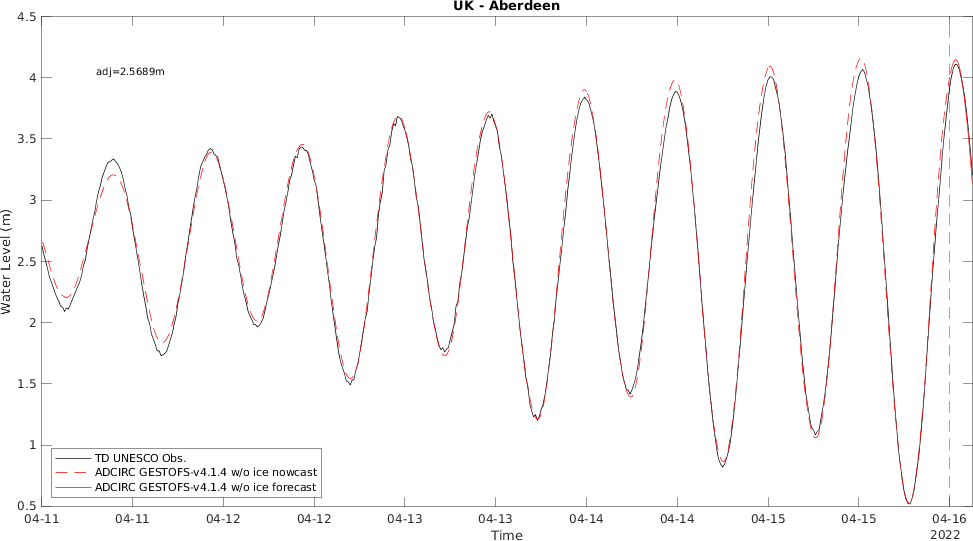 UK - Aberdeen
4.5
4
3.5
3
2.5
2
1.5
1
0.5
Water Level (m)
adj=2.5689m
TD UNESCO Obs.
ADCIRC GESTOFS-v4.1.4 w/o ice nowcast
ADCIRC GESTOFS-v4.1.4 w/o ice forecast
04-11 04-11 04-12 04-12 04-13 04-13 04-14 04-14 04-15 04-15 04-16
Time
2022